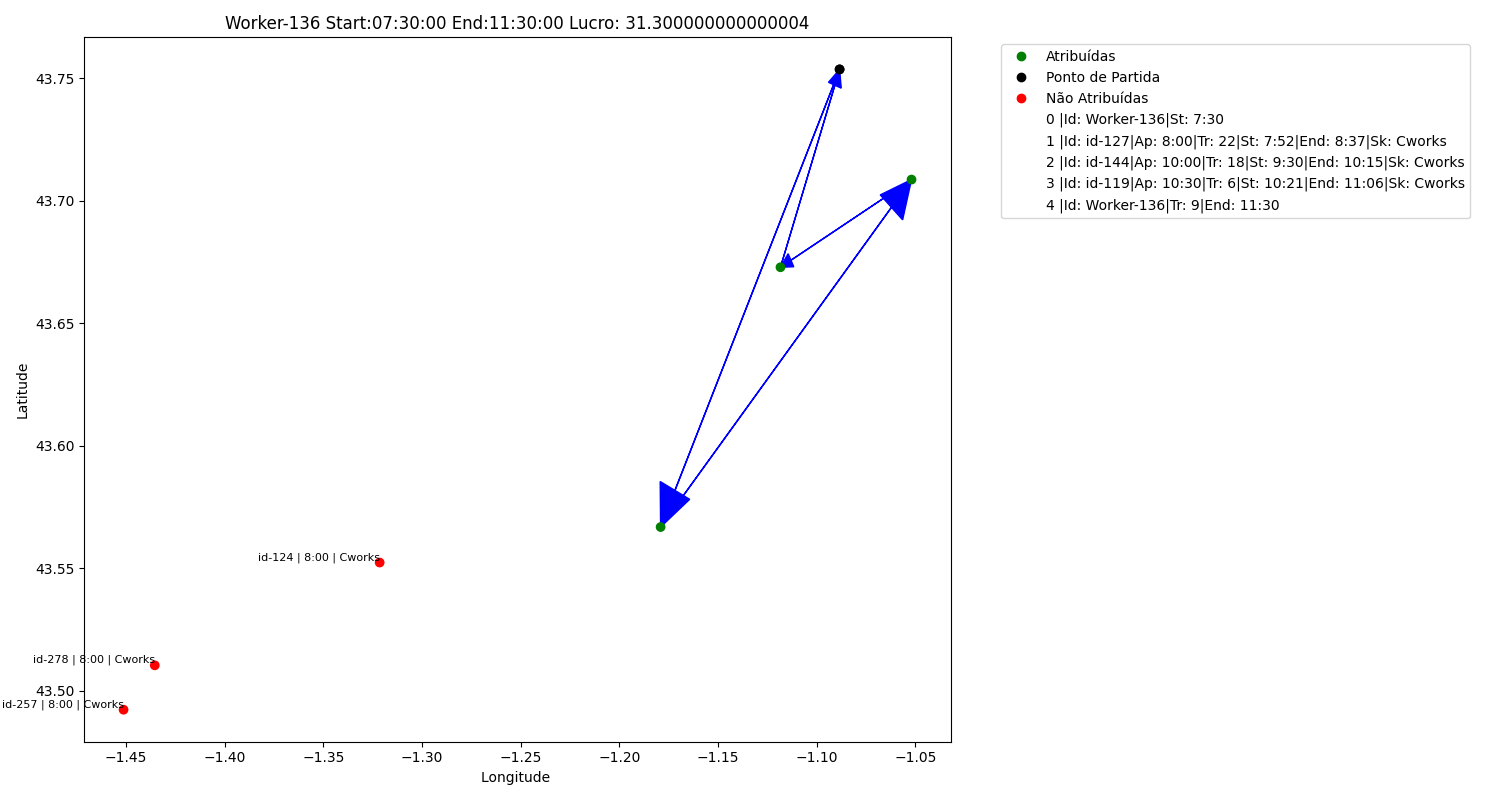 Worker-136 Start:07:30:00 End:11:30:00 Lucro: 31.300000000000004
Atribuídas
Ponto de Partida
Não Atribuídas
0 |Id: Worker-136|St: 7:30
1 |Id: id-127|Ap: 8:00|Tr: 22|St: 7:52|End: 8:37|Sk: Cworks
2 |Id: id-144|Ap: 10:00|Tr: 18|St: 9:30|End: 10:15|Sk: Cworks
3 |Id: id-119|Ap: 10:30|Tr: 6|St: 10:21|End: 11:06|Sk: Cworks
4 |Id: Worker-136|Tr: 9|End: 11:30
Latitude
43.75
43.70
43.65
43.60
43.55
43.50
id-124 | 8:00 | Cworks
id-278 | 8:00 | Cworks
id-257 | 8:00 | Cworks
−1.45 −1.40 −1.35 −1.30 −1.25 −1.20 −1.15 −1.10 −1.05
Longitude